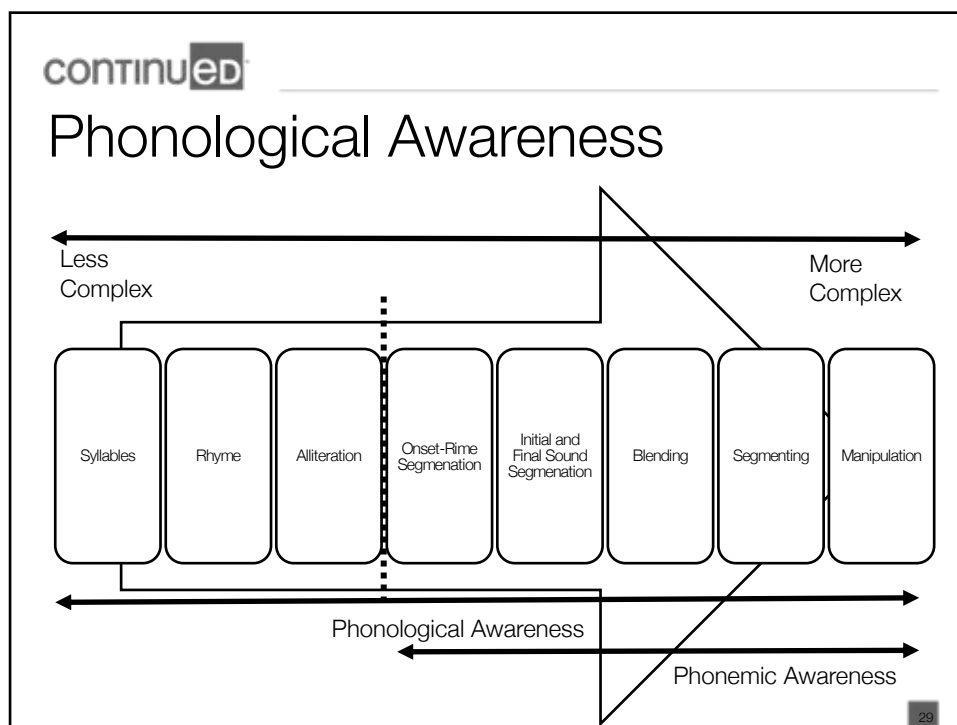 continued
Phonological Awareness
Less
Complex
More
Complex
Syllables
Rhyme
Alliteration
Onset-Rime
Segmenation
Initial and
Final Sound
Segmenation
Blending
Segmenting
Manipulation
Phonological Awareness
Phonemic Awareness
29